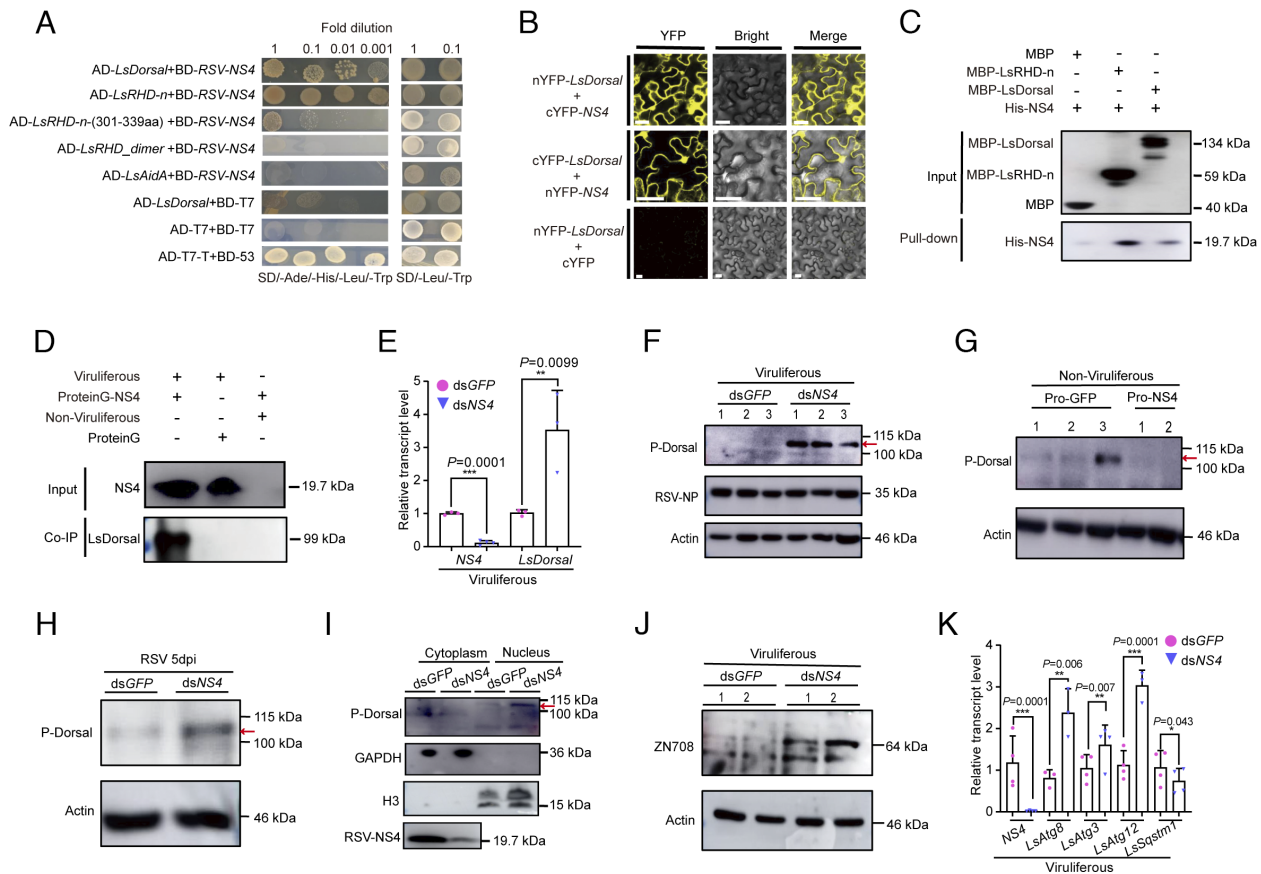 A
Fold dilution
1 0.1 0.01 0.001 1 0.1
AD-LsDorsal+BD-RSV-NS4
AD-LsRHD-n+BD-RSV-NS4
AD-LsRHD-n-(301-339aa) +BD-RSV-NS4
AD-LsRHD_dimer +BD-RSV-NS4
AD-LsAidA+BD-RSV-NS4
AD-LsDorsal+BD-T7
AD-T7+BD-T7
AD-T7-T+BD-53
SD/-Ade/-His/-Leu/-Trp SD/-Leu/-Trp
B
YFP Bright Merge
nYFP-LsDorsal
+
cYFP-NS4
cYFP-LsDorsal
+
nYFP-NS4
nYFP-LsDorsal
+
cYFP
C
MBP + - -
MBP-LsRHD-n - + -
MBP-LsDorsal - - +
His-NS4 + + +
Input
MBP-LsDorsal 134 kDa
MBP-LsRHD-n 59 kDa
MBP 40 kDa
Pull-down His-NS4 19.7 kDa
D
Viruliferous + + -
ProteinG-NS4 + - +
Non-Viruliferous - - +
ProteinG - + -
Input NS4 19.7 kDa
Co-IP LsDorsal 99 kDa
E
Relative transcript level
5
4
3
2
1
0
dsGFP
dsNS4
P=0.0099
**
P=0.0001
***
NS4 LsDorsal
Viruliferous
F
Viruliferous
dsGFP dsNS4
1 2 3 1 2 3
P-Dorsal 115 kDa
100 kDa
RSV-NP 35 kDa
Actin 46 kDa
G
Non-Viruliferous
Pro-GFP Pro-NS4
1 2 3 1 2
P-Dorsal 115 kDa
100 kDa
Actin 46 kDa
H
RSV 5dpi
dsGFP dsNS4
P-Dorsal 115 kDa
100 kDa
Actin 46 kDa
I
Cytoplasm Nucleus
dsGFP dsNS4 dsGFP dsNS4
P-Dorsal 115 kDa
100 kDa
GAPDH 36 kDa
H3 15 kDa
RSV-NS4 19.7 kDa
J
Viruliferous
dsGFP dsNS4
1 2 1 2
ZN708 64 kDa
Actin 46 kDa
K
Relative transcript level
4
3
2
1
0
dsGFP
dsNS4
P=0.0001
***
P=0.006
**
P=0.007
**
P=0.0001
***
P=0.043
*
NS4 LsAtg8 LsAtg3 LsAtg12 LsSqstm1
Viruliferous